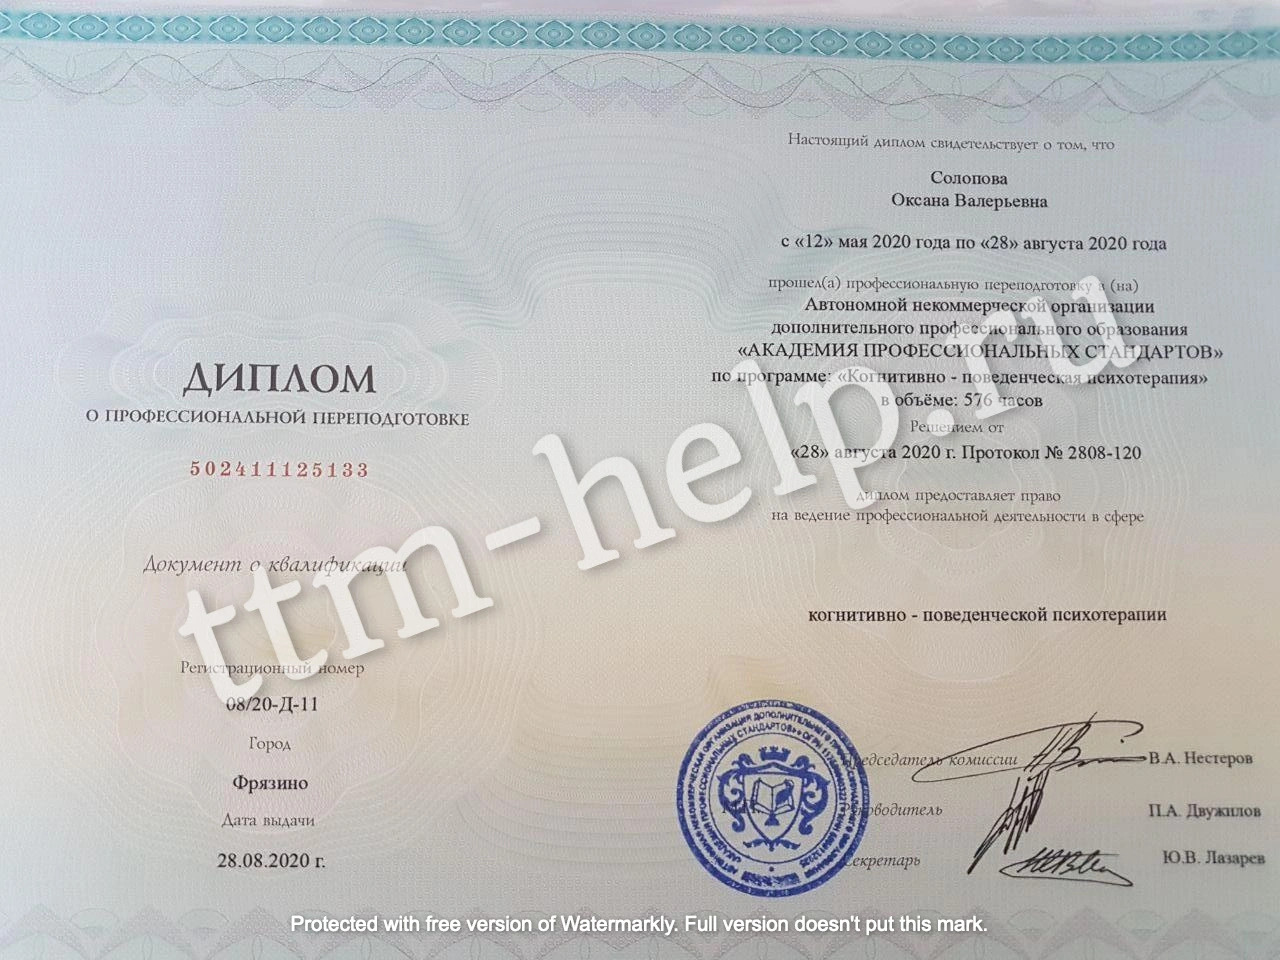 ДИПЛОМ
О ПРОФЕССИОНАЛЬНОЙ ПЕРЕПОДГОТОВКЕ
502411125133
Документ о квалификации
Регистрационный номер
08/20-Д-11
Город
Фрязино
Дата выдачи
28.08.2020 г.
Настоящий диплом свидетельствует о том, что
Солопова
Оксана Валерьевна
с «12» мая 2020 года по «28» августа 2020 года
прошел(а) профессиональную переподготовку в (на)
Автономной некоммерческой организации
дополнительного профессионального образования
«АКАДЕМИЯ ПРОФЕССИОНАЛЬНЫХ СТАНДАРТОВ»
по программе: «Когнитивно - поведенческая психотерапия»
в объёме: 576 часов
Решением от
«28» августа 2020 г. Протокол № 2808-120
диплом предоставляет право
на ведение профессиональной деятельности в сфере
когнитивно - поведенческой психотерапии
Председатель комиссии В.А. Нестеров
М.П.
Руководитель П.А. Двужилов
Секретарь Ю.В. Лазарев
ttm-help.ru
Protected with free version of Watermarkly. Full version doesn't put this mark.